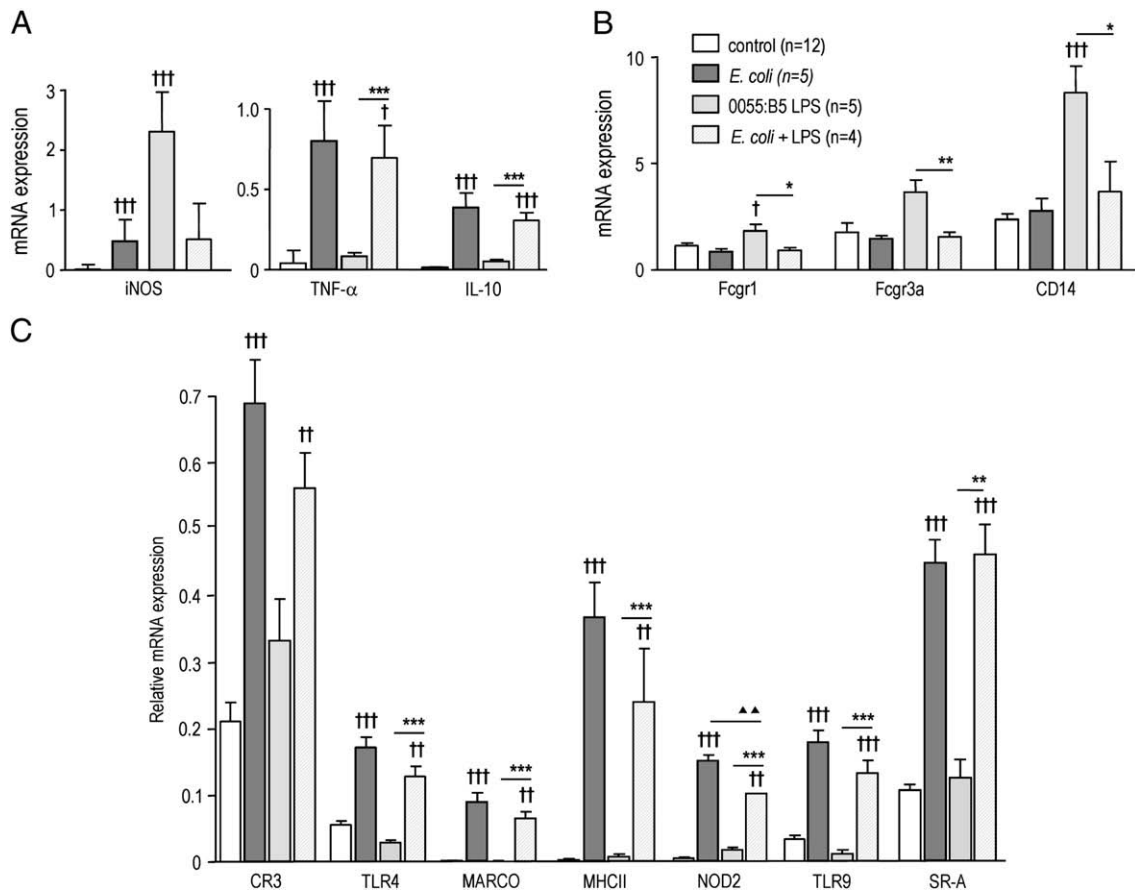 A
mRNA expression
3
2
1
0
†††
†††
iNOS
1.0
0.5
0
†††
***
†
†††
***
†††
TNF-α
IL-10
B
mRNA expression
10
5
0
control (n=12)
E. coli (n=5)
0055:B5 LPS (n=5)
E. coli + LPS (n=4)
†
*
**
†††
*
Fcgr1
Fcgr3a
CD14
C
Relative mRNA expression
0.7
0.6
0.5
0.4
0.3
0.2
0.1
0
†††
††
†††
***
††
†††
***
††
†††
***
††
▲▲
†††
***
††
†††
***
†††
†††
**
†††
CR3
TLR4
MARCO
MHCII
NOD2
TLR9
SR-A